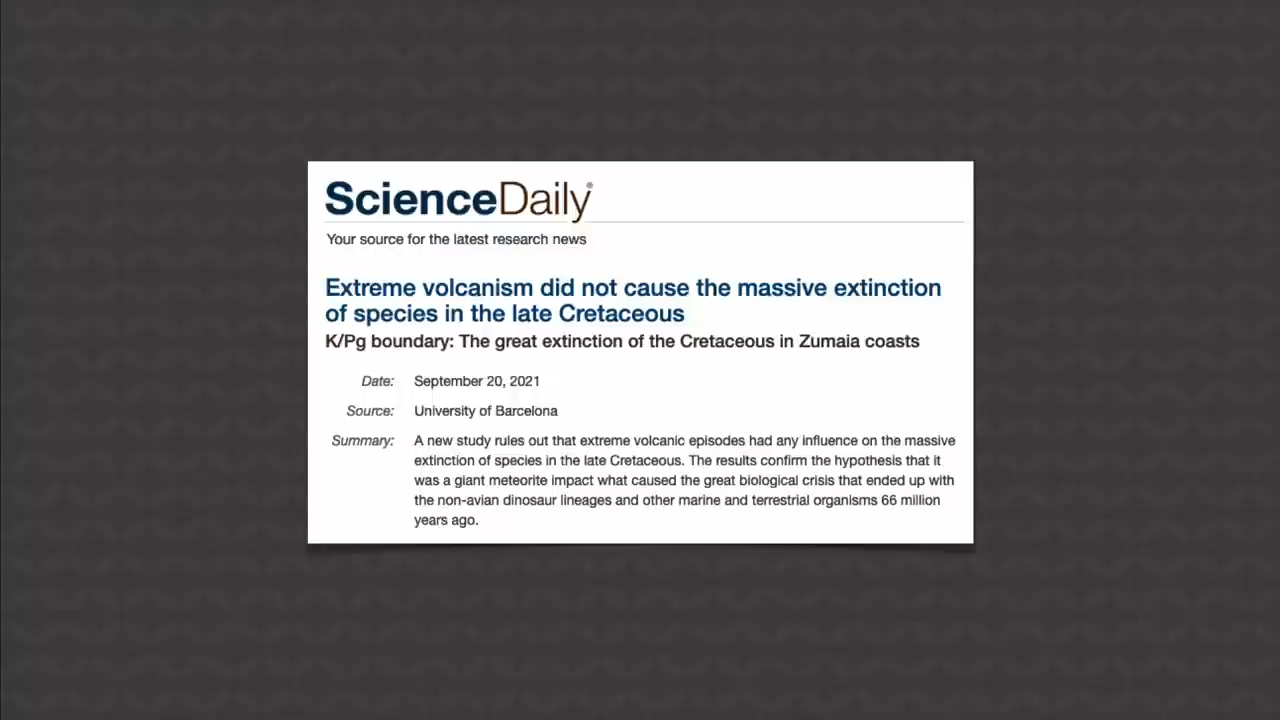 ScienceDaily®
Your source for the latest research news
Extreme volcanism did not cause the massive extinction
of species in the late Cretaceous
K/Pg boundary: The great extinction of the Cretaceous in Zumaia coasts
Date: September 20, 2021
Source: University of Barcelona
Summary: A new study rules out that extreme volcanic episodes had any influence on the massive
extinction of species in the late Cretaceous. The results confirm the hypothesis that it
was a giant meteorite impact what caused the great biological crisis that ended up with
the non-avian dinosaur lineages and other marine and terrestrial organisms 66 million
years ago.